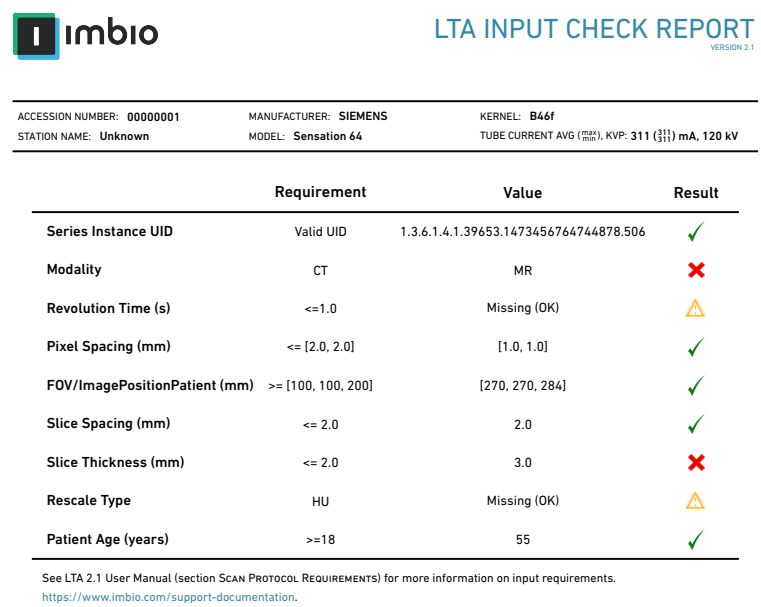 imbio
LTA INPUT CHECK REPORT
VERSION 2.1
ACCESSION NUMBER: 00000001 MANUFACTURER: SIEMENS KERNEL: B46f
STATION NAME: Unknown MODEL: Sensation 64 TUBE CURRENT AVG (max min), KVP: 311 (311 311) mA, 120 kV
Requirement Value Result
Series Instance UID Valid UID 1.3.6.1.4.1.39653.1473456764744878.506
Modality CT MR
Revolution Time (s) <=1.0 Missing (OK)
Pixel Spacing (mm) <= [2.0, 2.0] [1.0, 1.0]
FOV/ImagePositionPatient (mm) >= [100, 100, 200] [270, 270, 284]
Slice Spacing (mm) <= 2.0 2.0
Slice Thickness (mm) <= 2.0 3.0
Rescale Type HU Missing (OK)
Patient Age (years) >=18 55
See LTA 2.1 User Manual (section SCAN PROTOCOL REQUIREMENTS) for more information on input requirements.
https://www.imbio.com/support-documentation.